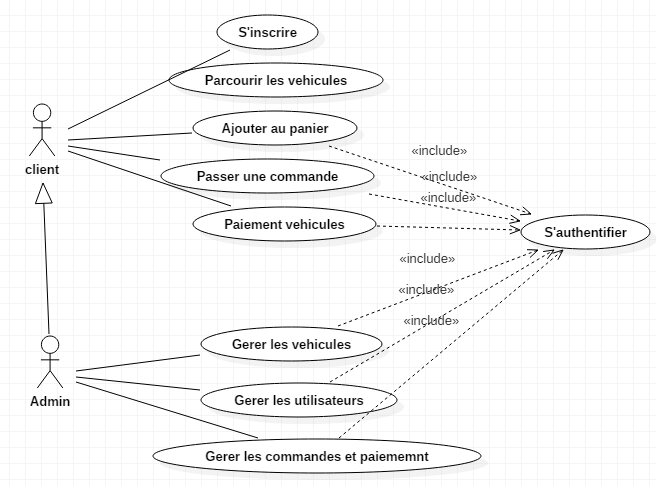 S'inscrire
Parcourir les vehicules
Ajouter au panier
«include»
client
Passer une commande
«include»
«include»
Paiement vehicules
S'authentifier
«include»
«include»
«include»
Gerer les vehicules
Admin
Gerer les utilisateurs
Gerer les commandes et paiememnt